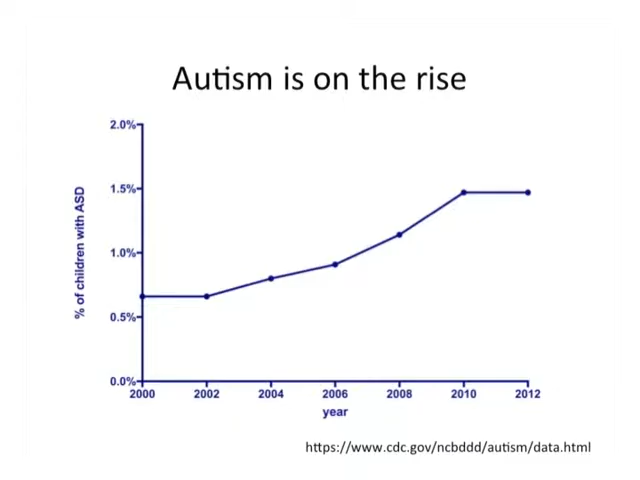 Autism is on the rise
2.0%
1.5%
1.0%
0.5%
0.0%
% of children with ASD
2000 2002 2004 2006 2008 2010 2012
year
https://www.cdc.gov/ncbddd/autism/data.html